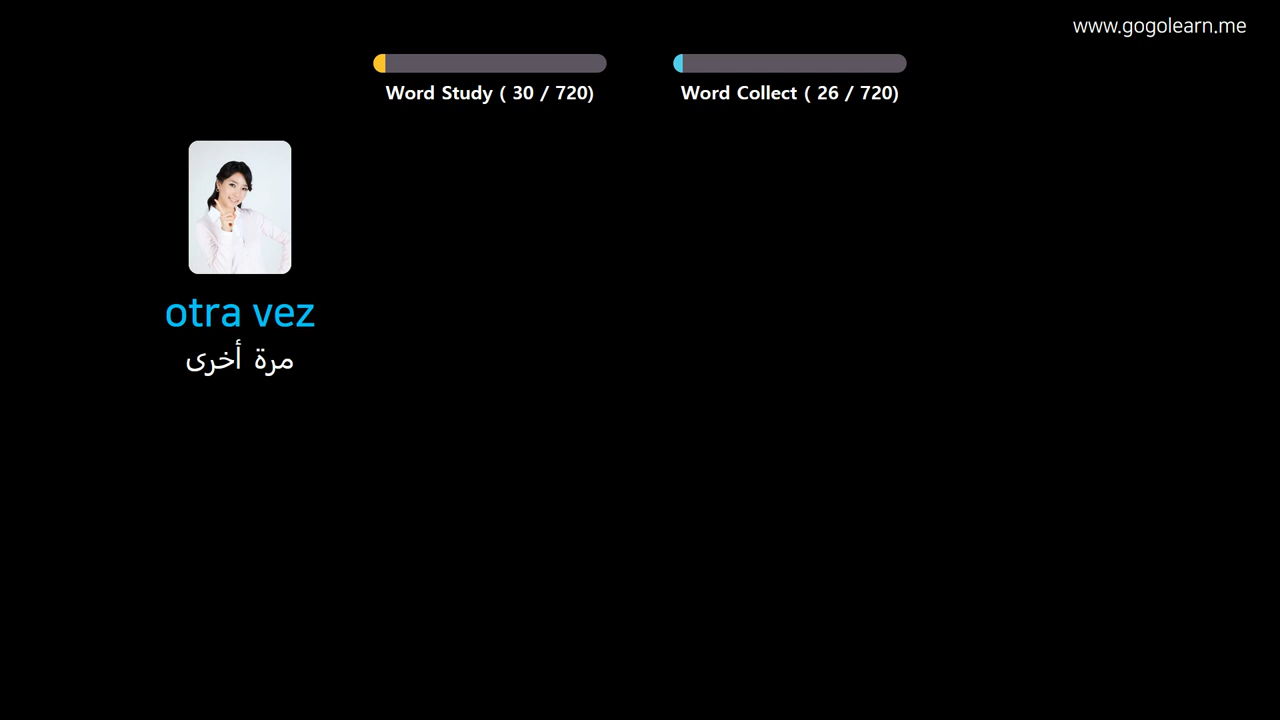 www.gogolearn.me
Word Study ( 30 / 720)
Word Collect ( 26 / 720)
otra vez
مرة أخرى